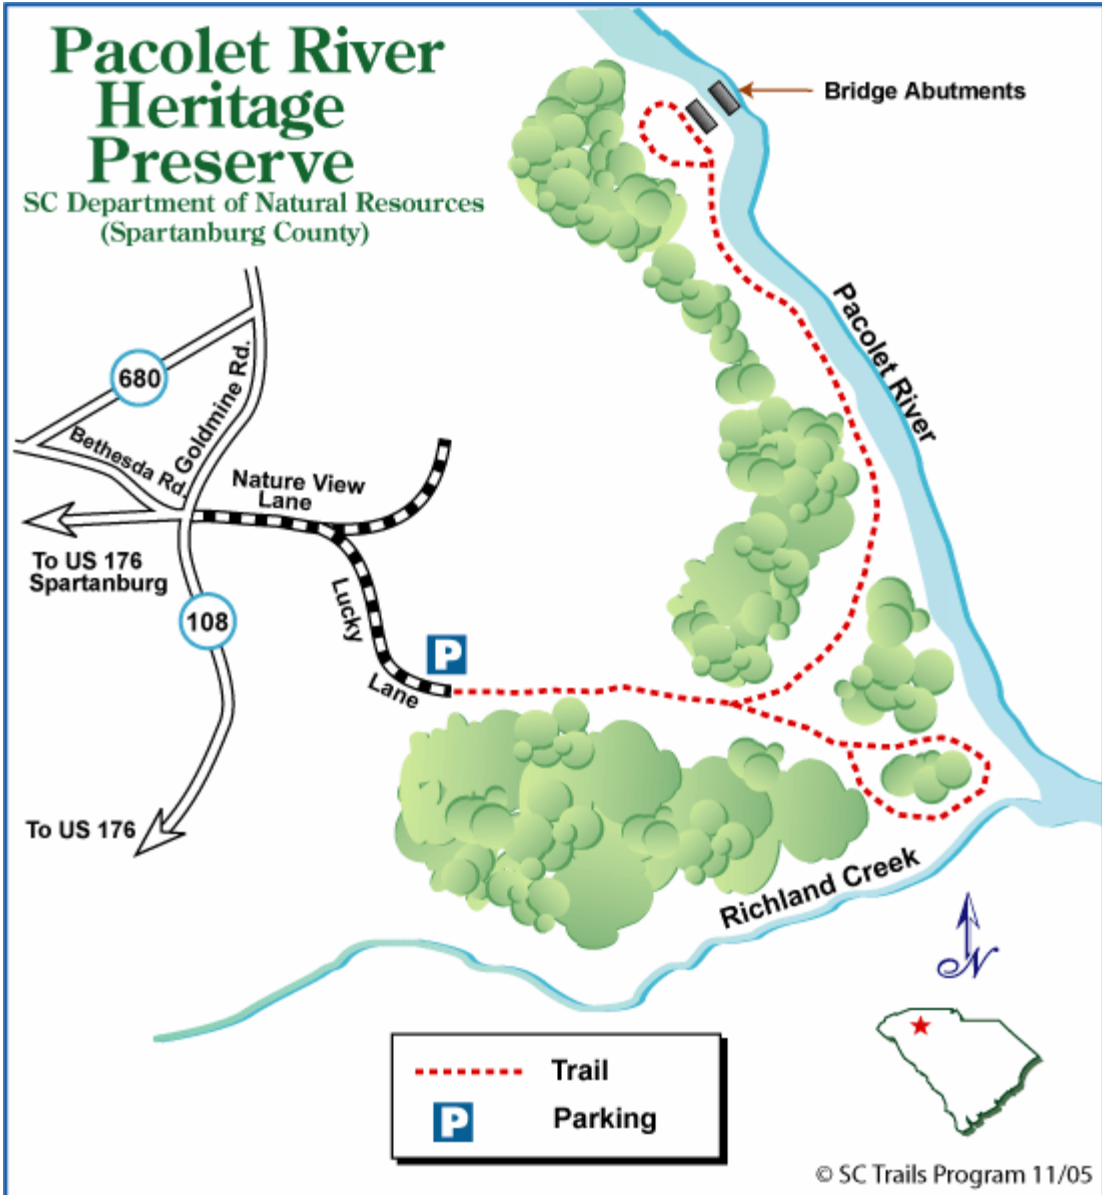 Pacolet River
Heritage
Preserve
SC Department of Natural Resources
(Spartanburg County)
Bridge Abutments
Pacolet River
680
Goldmine Rd.
Bethesda Rd.
Nature View
Lane
To US 176
Spartanburg
108
Lucky
Lane
P
To US 176
Richland Creek
N
Trail
P
Parking
© SC Trails Program 11/05